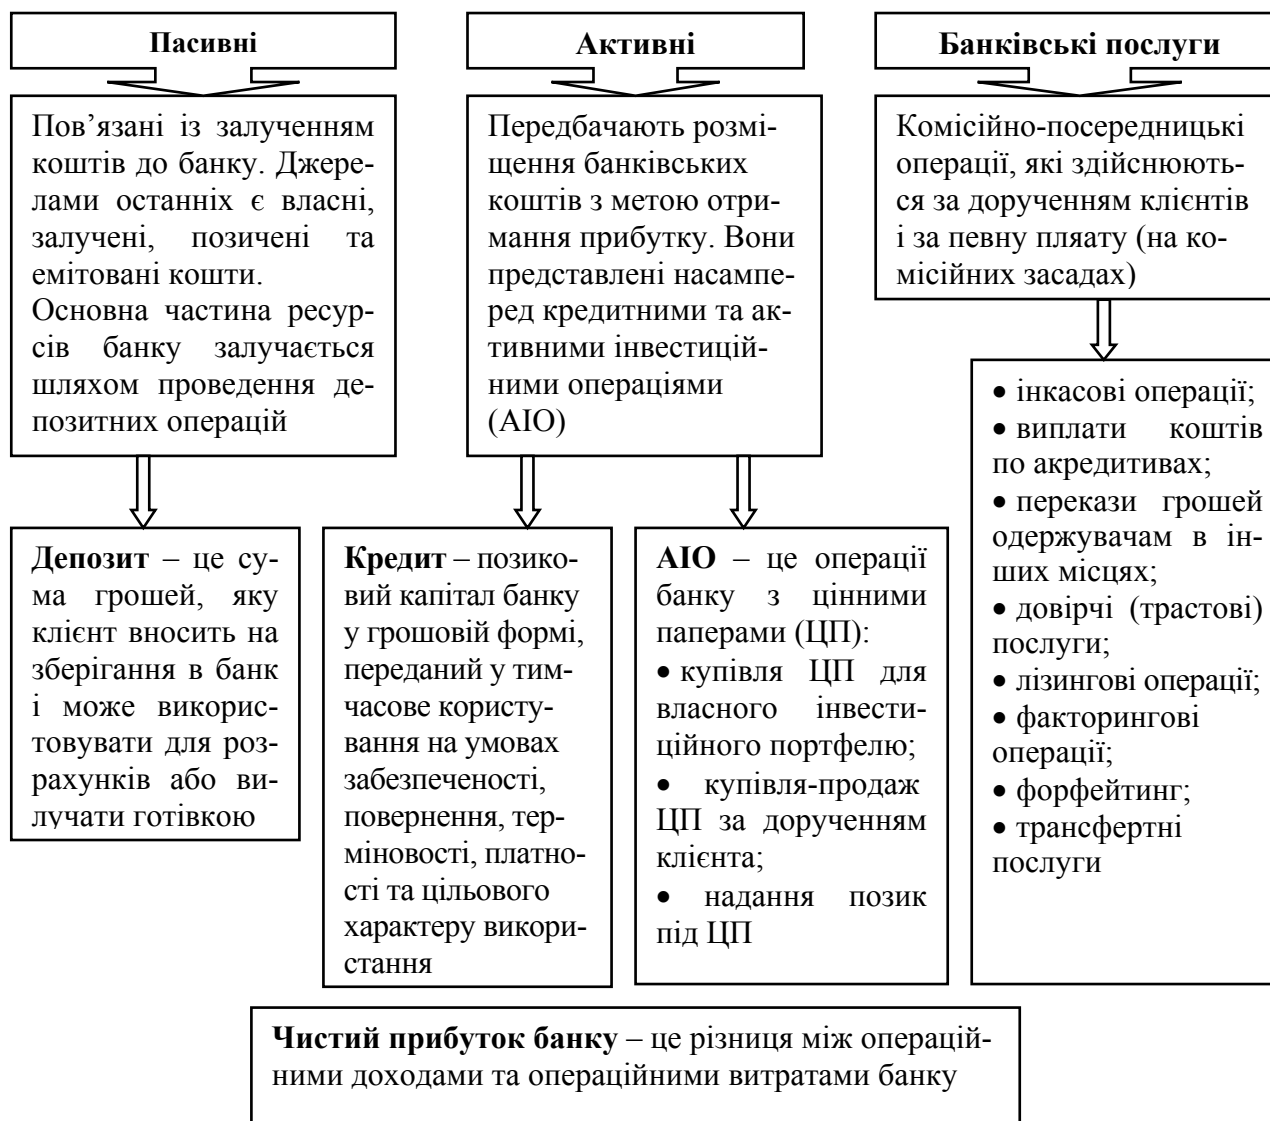 Пасивні
Активні
Банківські послуги
Пов’язані із залученням
коштів до банку. Джере-
лами останніх є власні,
залучені, позичені та
емітовані кошти.
Основна частина ресур-
сів банку залучається
шляхом проведення де-
позитних операцій
Передбачають розмі-
щення банківських
коштів з метою отри-
мання прибутку. Вони
представлені насампе-
ред кредитними та ак-
тивними інвестицій-
ними операціями
(АІО)
Комісійно-посередницькі
операції, які здійснюють-
ся за дорученням клієнтів
і за певну пляату (на ко-
місійних засадах)
Депозит – це су-
ма грошей, яку
клієнт вносить на
зберігання в банк
і може викорис-
товувати для роз-
рахунків або ви-
лучати готівкою
Кредит – позико-
вий капітал банку
у грошовій формі,
переданий у тим-
часове користу-
вання на умовах
забезпеченості,
повернення, тер-
міновості, платно-
сті та цільового
характеру викори-
стання
АІО – це операції
банку з цінними
паперами (ЦП):
• купівля ЦП для
власного інвести-
ційного портфелю;
• купівля-продаж
ЦП за дорученням
клієнта;
• надання позик
під ЦП
• інкасові операції;
• виплати коштів
по акредитивах;
• перекази грошей
одержувачам в ін-
ших місцях;
• довірчі (трастові)
послуги;
• лізингові операції;
• факторингові
операції;
• форфейтинг;
• трансфертні
послуги
Чистий прибуток банку – це різниця між операцій-
ними доходами та операційними витратами банку